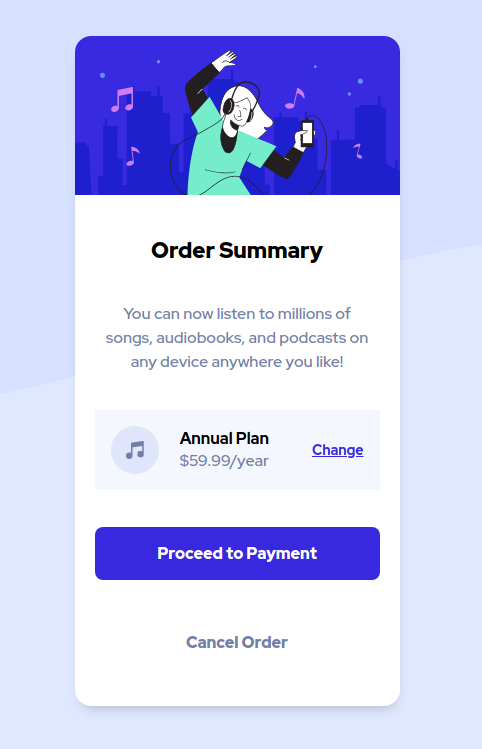 Order Summary
You can now listen to millions of
songs, audiobooks, and podcasts on
any device anywhere you like!
Annual Plan
$59.99/year
Change
Proceed to Payment
Cancel Order